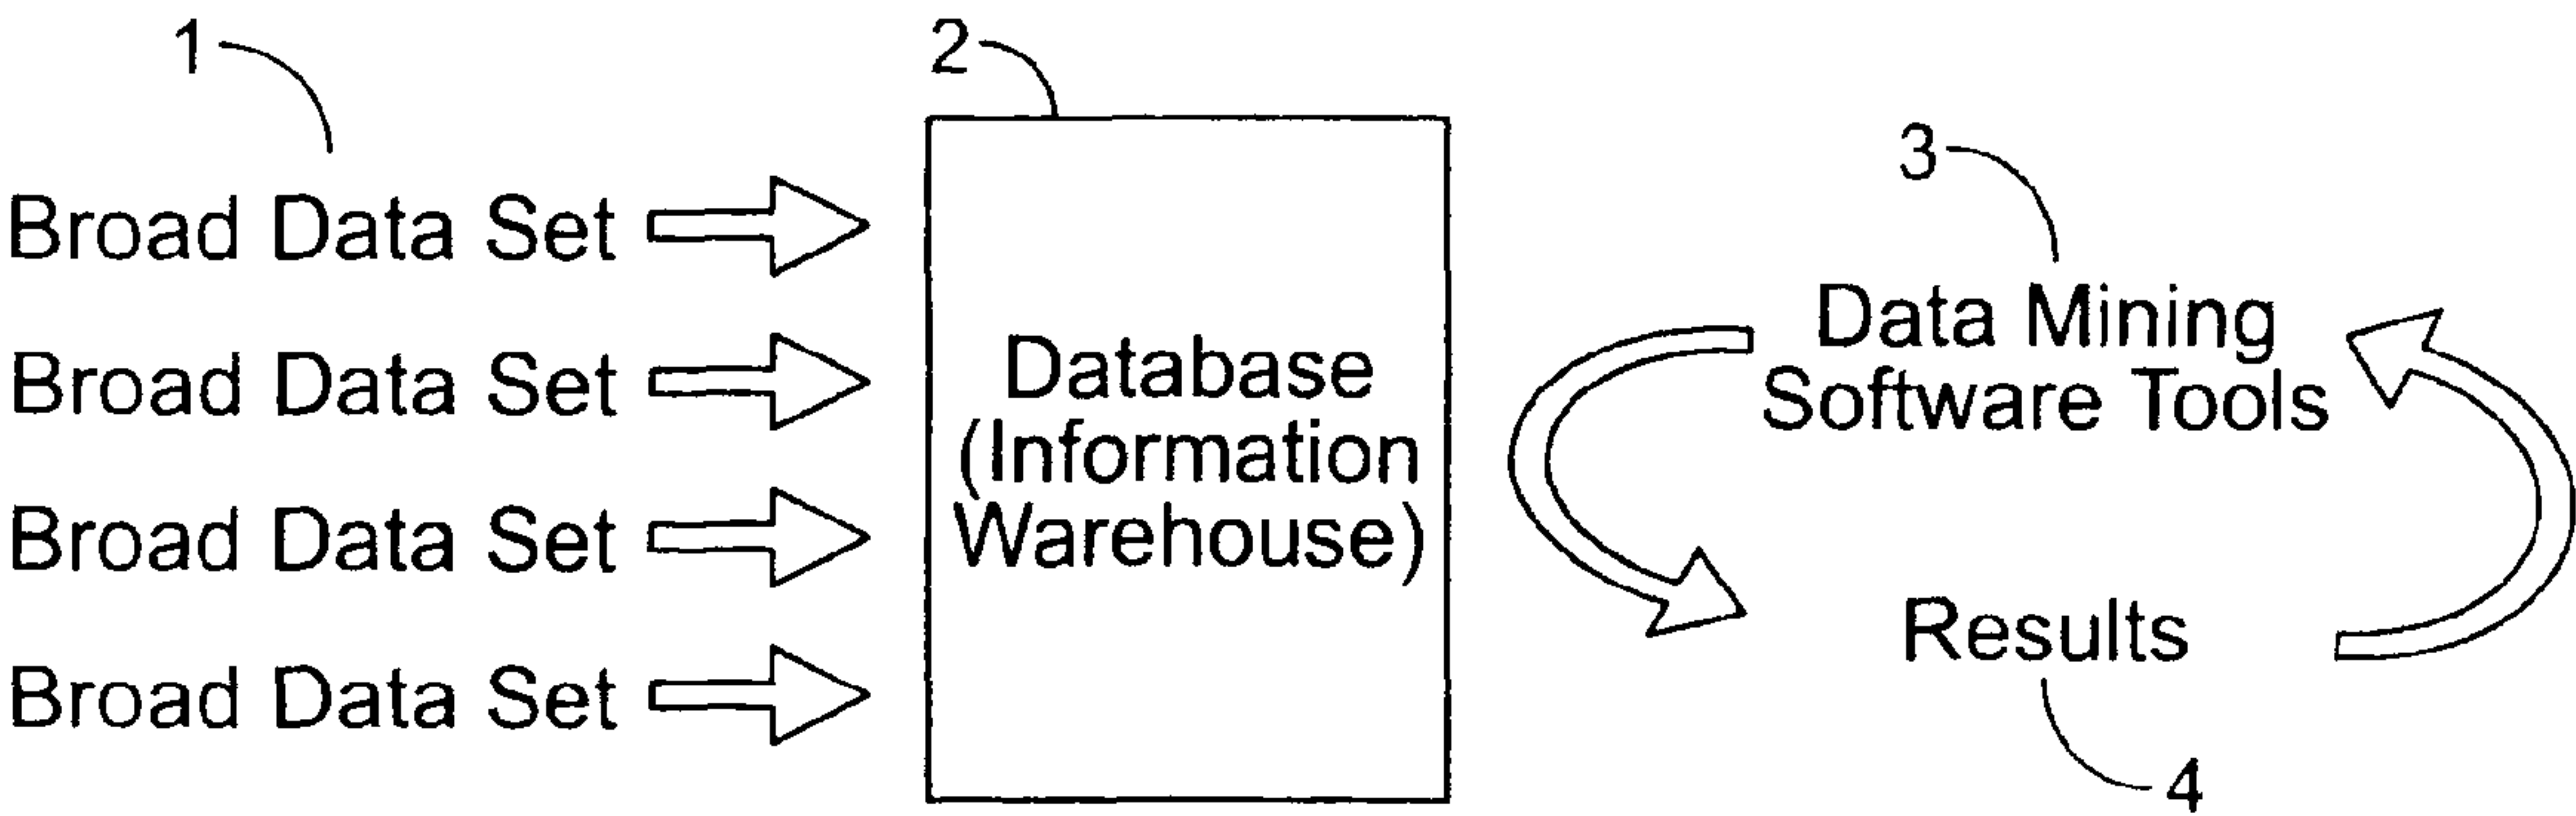 1
2
3
Broad Data Set
Broad Data Set
Broad Data Set
Broad Data Set
Database
(Information
Warehouse)
Data Mining
Software Tools
Results
4